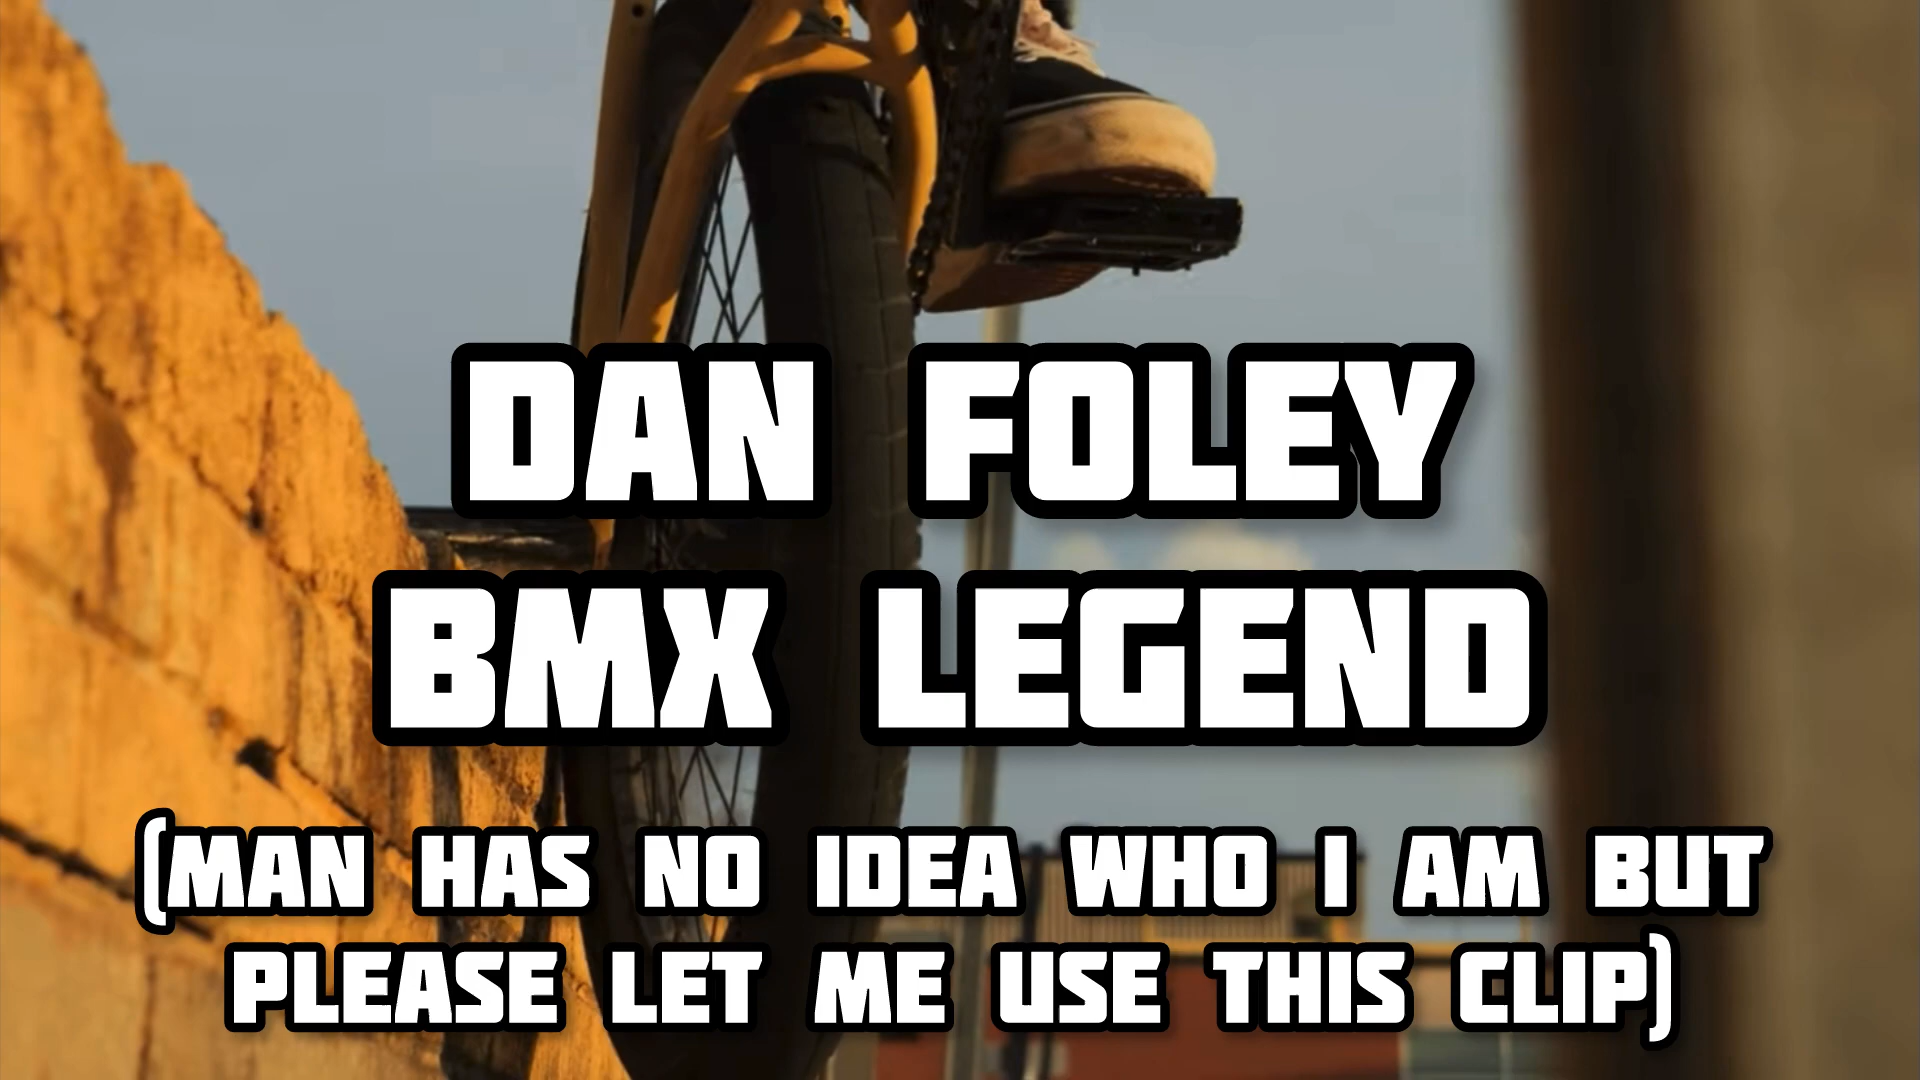 DAN FOLEY
BMX LEGEND
(MAN HAS NO IDEA WHO I AM BUT
PLEASE LET ME USE THIS CLIP)